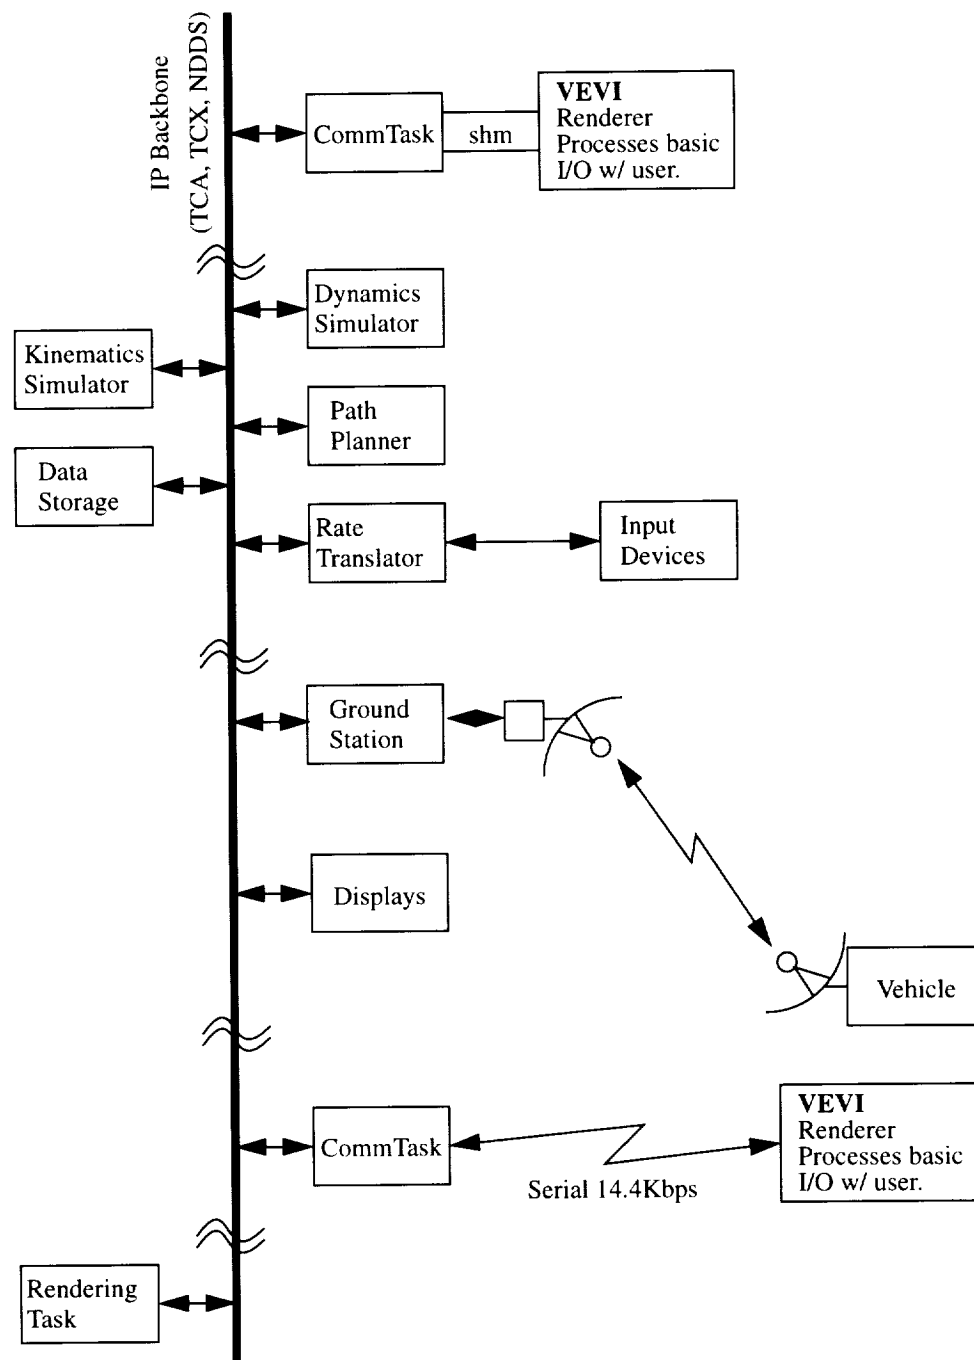 IP Backbone
(TCA, TCX, NDDS)
CommTask
shm
VEVI
Renderer
Processes basic
I/O w/ user.
Dynamics
Simulator
Kinematics
Simulator
Path
Planner
Data
Storage
Rate
Translator
Input
Devices
Ground
Station
Displays
Vehicle
CommTask
Serial 14.4Kbps
VEVI
Renderer
Processes basic
I/O w/ user.
Rendering
Task